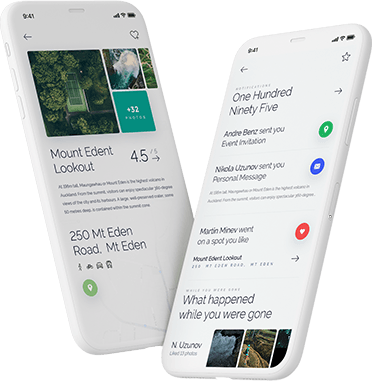 9:41
+32
PHOTOS
Mount Edent
Lookout
4.5 / 5
At 196m tall, Maungawhau or Mount Eden is the highest volcano in
Auckland. From the summit, visitors can enjoy spectacular 360-degree
views of the city and its harbours. A large, well-preserved crater, some
50 metres deep, is contained within the summit cone.
250 Mt Eden
Road, Mt Eden
9:41
NOTIFICATIONS
One Hundred
Ninety Five
Andre Benz sent you
Event Invitation
Nikola Uzunov sent you
Personal Message
At 196m tall, Maungawhau or Mount Eden is the highest volcano in
Auckland. From the summit, visitors can enjoy spectacular
Martin Minev went
on a spot you like
Mount Edent Lookout
250 MT EDEN ROAD, MT EDEN
WHILE YOU WERE GONE
What happened
while you were gone
N. Uzunov
Liked 13 photos